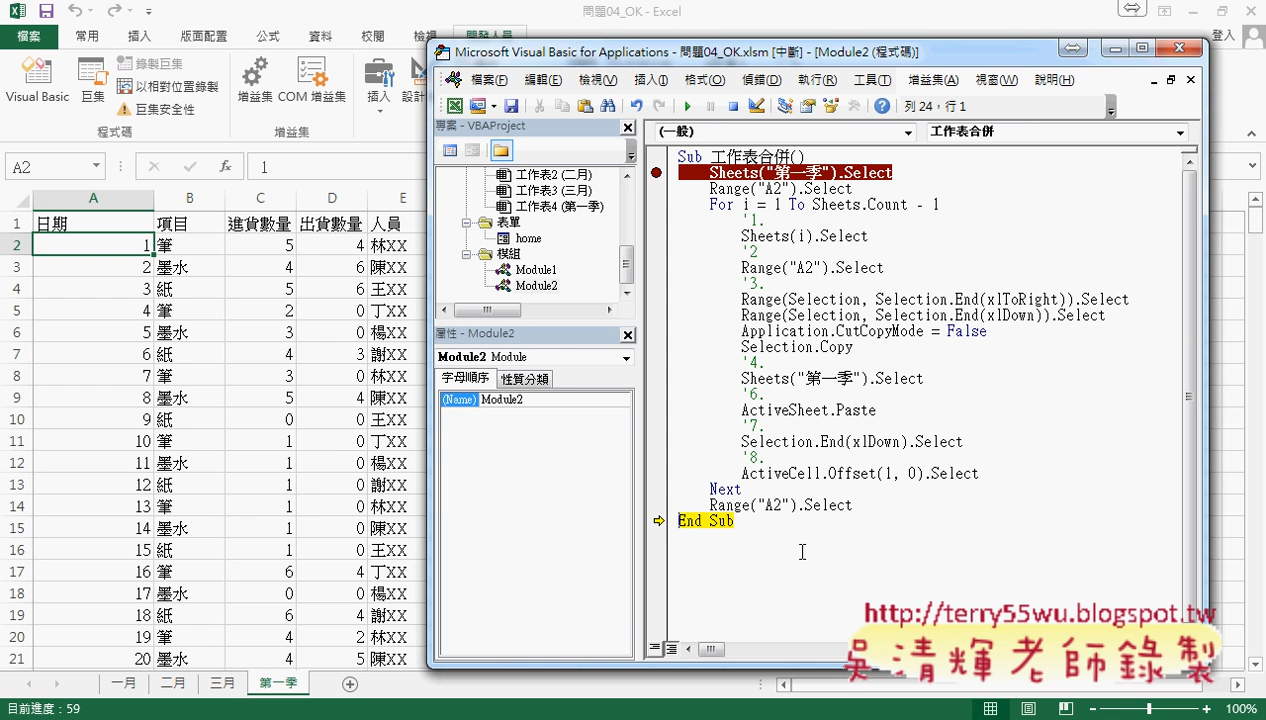 問題04_OK - Excel
檔案 常用 插入 版面配置 公式 資料 校閱 檢視 開發人員 登入
Visual Basic 巨集 錄製巨集 增益集 COM 增益集 插入
以相對位置錄製
巨集安全性
程式碼 增益集
A2 fx 1
A B C D E
1 日期 項目 進貨數量 出貨數量 人員
2 1 筆 5 4 林XX
3 2 墨水 4 6 陳XX
4 3 紙 5 6 王XX
5 4 筆 2 0 丁XX
6 5 墨水 3 0 楊XX
7 6 紙 4 3 謝XX
8 7 筆 3 0 林XX
9 8 墨水 5 4 陳XX
10 9 紙 0 0 王XX
11 10 筆 1 0 丁XX
12 11 墨水 1 0 楊XX
13 12 紙 1 0 謝XX
14 13 筆 1 0 林XX
15 14 墨水 1 0 陳XX
16 15 紙 1 0 王XX
17 16 筆 6 4 丁XX
18 17 墨水 0 0 楊XX
19 18 紙 6 4 謝XX
20 19 筆 4 2 林XX
21 20 墨水 4 5 陳XX
一月 二月 三月 第一季
目前進度：59
100%
Microsoft Visual Basic for Applications - 問題04_OK.xlsm [中斷] - [Module2 (程式碼)]
檔案(F) 編輯(E) 檢視(V) 插入(I) 格式(O) 偵錯(D) 執行(R) 工具(T) 增益集(A) 視窗(W) 說明(H)
列 24，行 1
專案 - VBAProject
工作表2 (二月)
工作表3 (三月)
工作表4 (第一季)
表單
home
模組
Module1
Module2
屬性 - Module2
Module2 Module
字母順序 性質分類
(Name) Module2
(一般) 工作表合併
Sub 工作表合併()
Sheets("第一季").Select
Range("A2").Select
For i = 1 To Sheets.Count - 1
'1.
Sheets(i).Select
'2
Range("A2").Select
'3.
Range(Selection, Selection.End(xlToRight)).Select
Range(Selection, Selection.End(xlDown)).Select
Application.CutCopyMode = False
Selection.Copy
'4.
Sheets("第一季").Select
'6.
ActiveSheet.Paste
'7.
Selection.End(xlDown).Select
'8.
ActiveCell.Offset(1, 0).Select
Next
Range("A2").Select
End Sub
http://terry55wu.blogspot.tw
吳清輝老師錄製